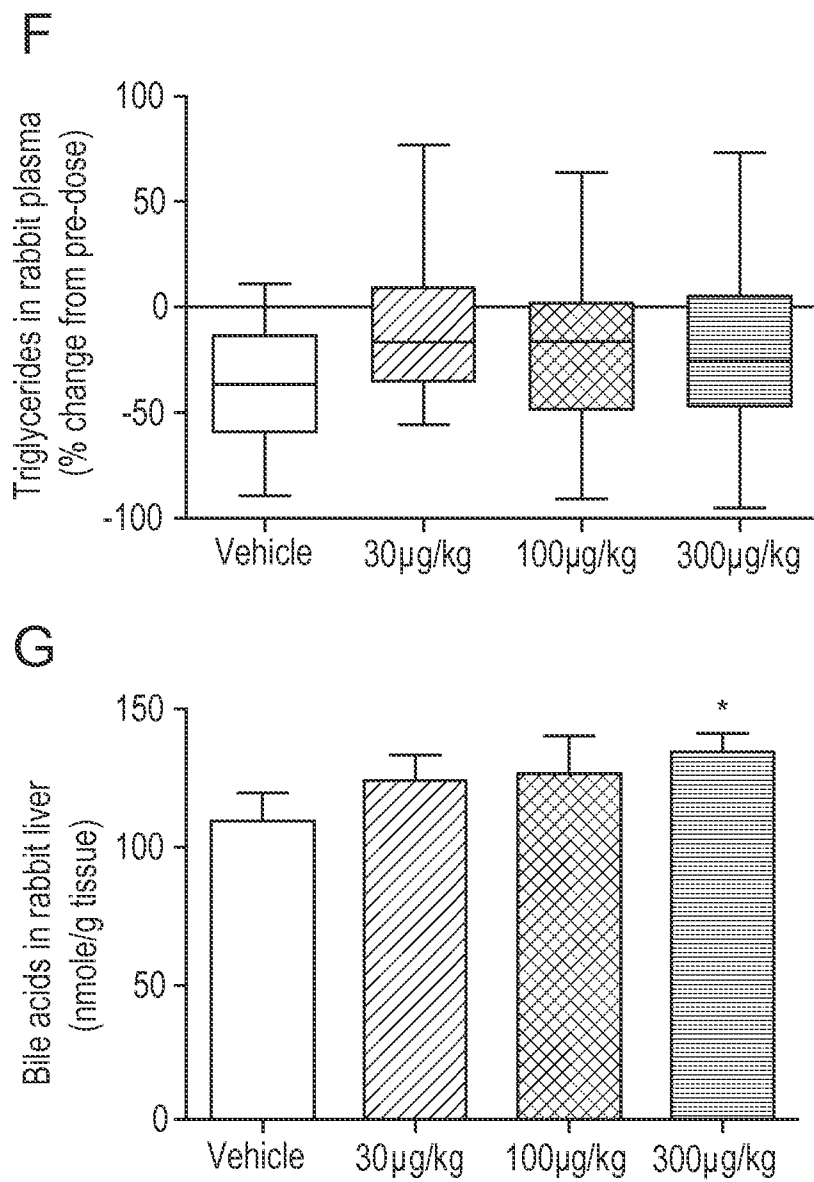 F
Triglycerides in rabbit plasma
(% change from pre-dose)
100
50
0
-50
-100
Vehicle 30µg/kg 100µg/kg 300µg/kg
G
Bile acids in rabbit liver
(nmole/g tissue)
150
100
50
0
*
Vehicle 30µg/kg 100µg/kg 300µg/kg